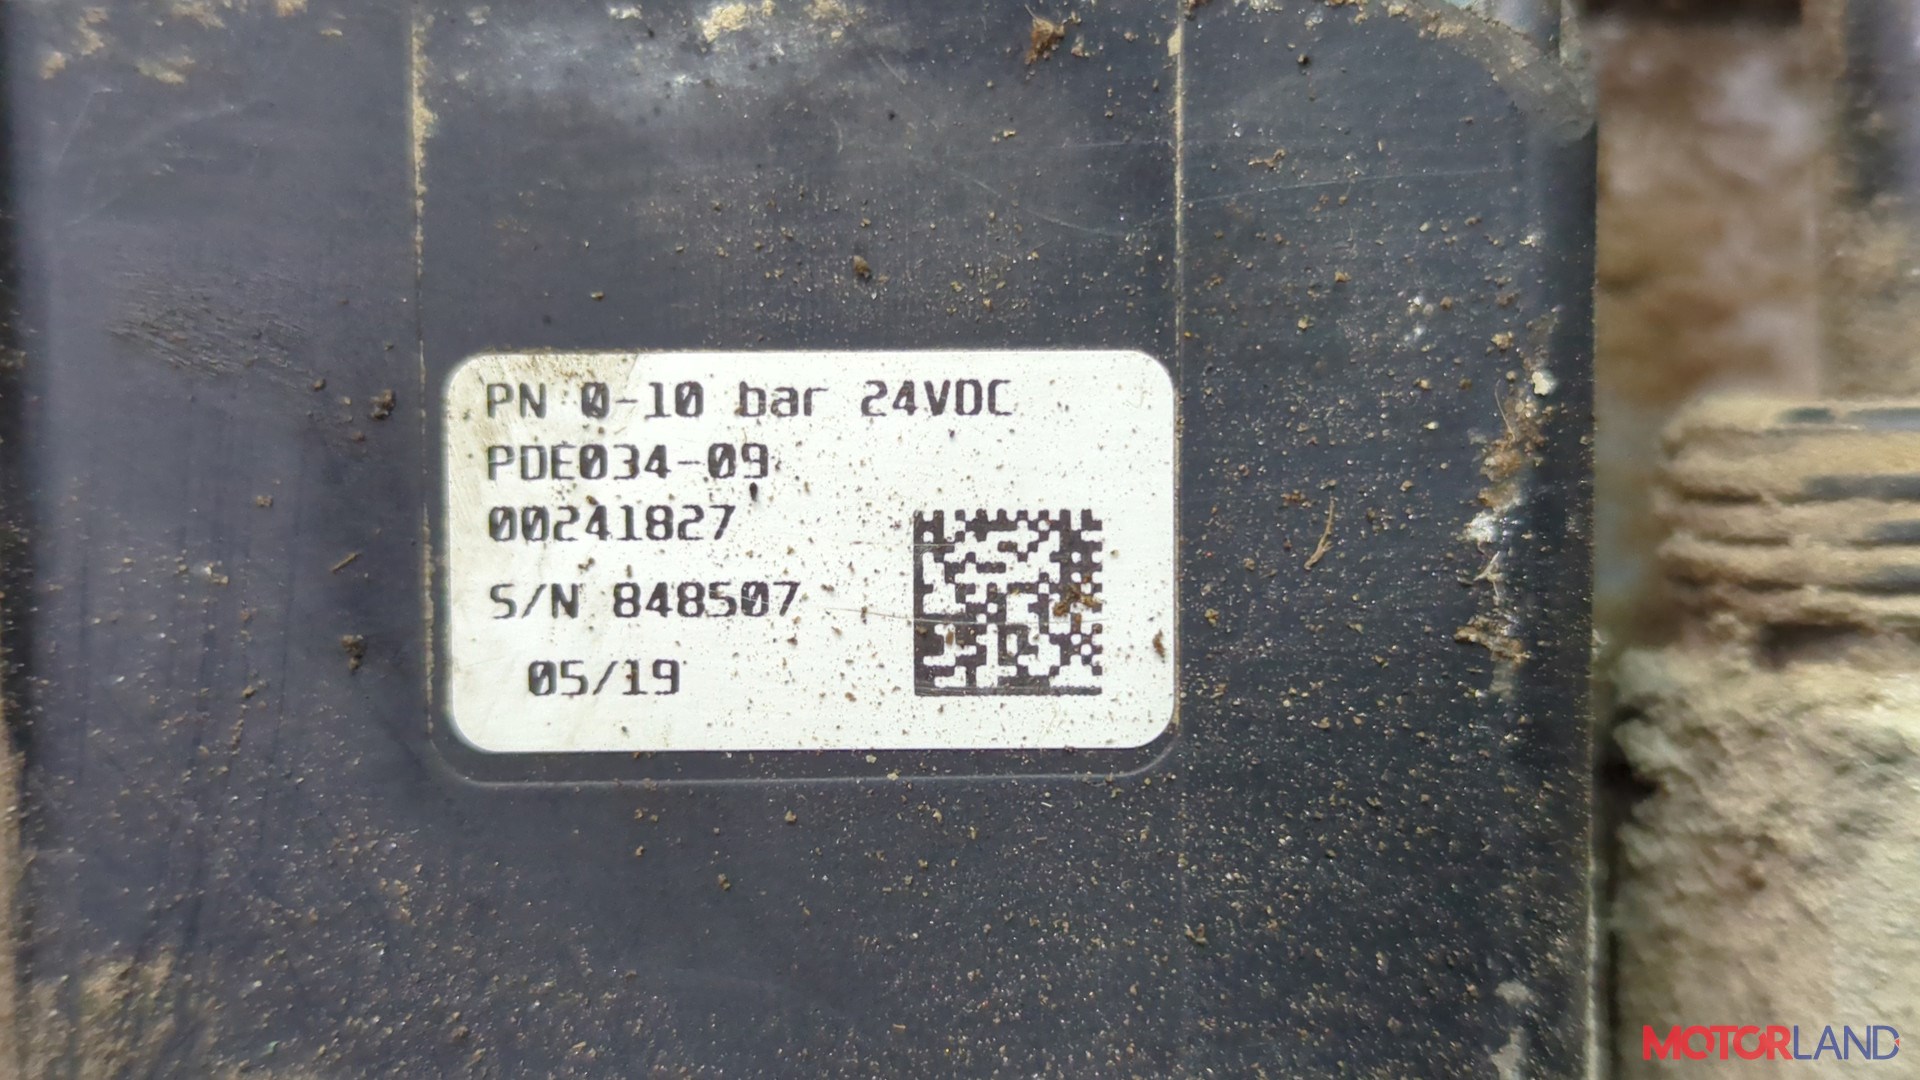 PN 0-10 bar 24VDC
PDE034-09
00241827
S/N 848507
05/19
MOTORLAND